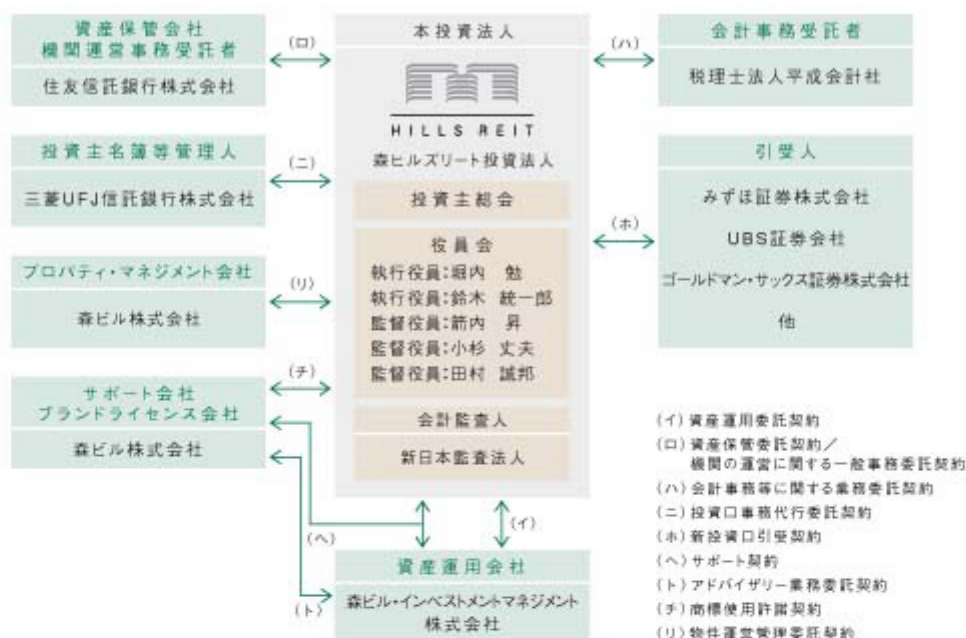 資産保管会社
機関運営事務受託者
住友信託銀行株式会社
(ロ)
投資主名簿等管理人
三菱UFJ信託銀行株式会社
(ニ)
プロパティ・マネジメント会社
森ビル株式会社
(リ)
サポート会社
ブランドライセンス会社
森ビル株式会社
(チ)
本投資法人
HILLS REIT
森ヒルズリート投資法人
投資主総会
役員会
執行役員:堀内 勉
執行役員:鈴木 統一郎
監督役員:箭内 昇
監督役員:小杉 丈夫
監督役員:田村 誠邦
会計監査人
新日本監査法人
(ヘ)
(イ)
(ト)
資産運用会社
森ビル・インベストメントマネジメント
株式会社
(ハ)
会計事務受託者
税理士法人平成会計社
(ホ)
引受人
みずほ証券株式会社
UBS証券会社
ゴールドマン・サックス証券株式会社
他
(イ)資産運用委託契約
(ロ)資産保管委託契約/
機関の運営に関する一般事務委託契約
(ハ)会計事務等に関する業務委託契約
(ニ)投資口事務代行委託契約
(ホ)新投資口引受契約
(ヘ)サポート契約
(ト)アドバイザリー業務委託契約
(チ)商標使用許諾契約
(リ)物件運営管理委託契約